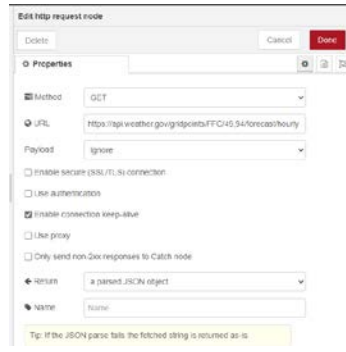 Edit http request node
Delete Cancel Done
Properties
Method GET
URL https://api.weather.gov/gridpoints/FFC/49,94/forecast/hourly
Payload Ignore
Enable secure (SSL/TLS) connection
Use authentication
Enable connection keep-alive
Use proxy
Only send non-2xx responses to Catch node
Return a parsed JSON object
Name Name
Tip: If the JSON parse fails the fetched string is returned as-is.